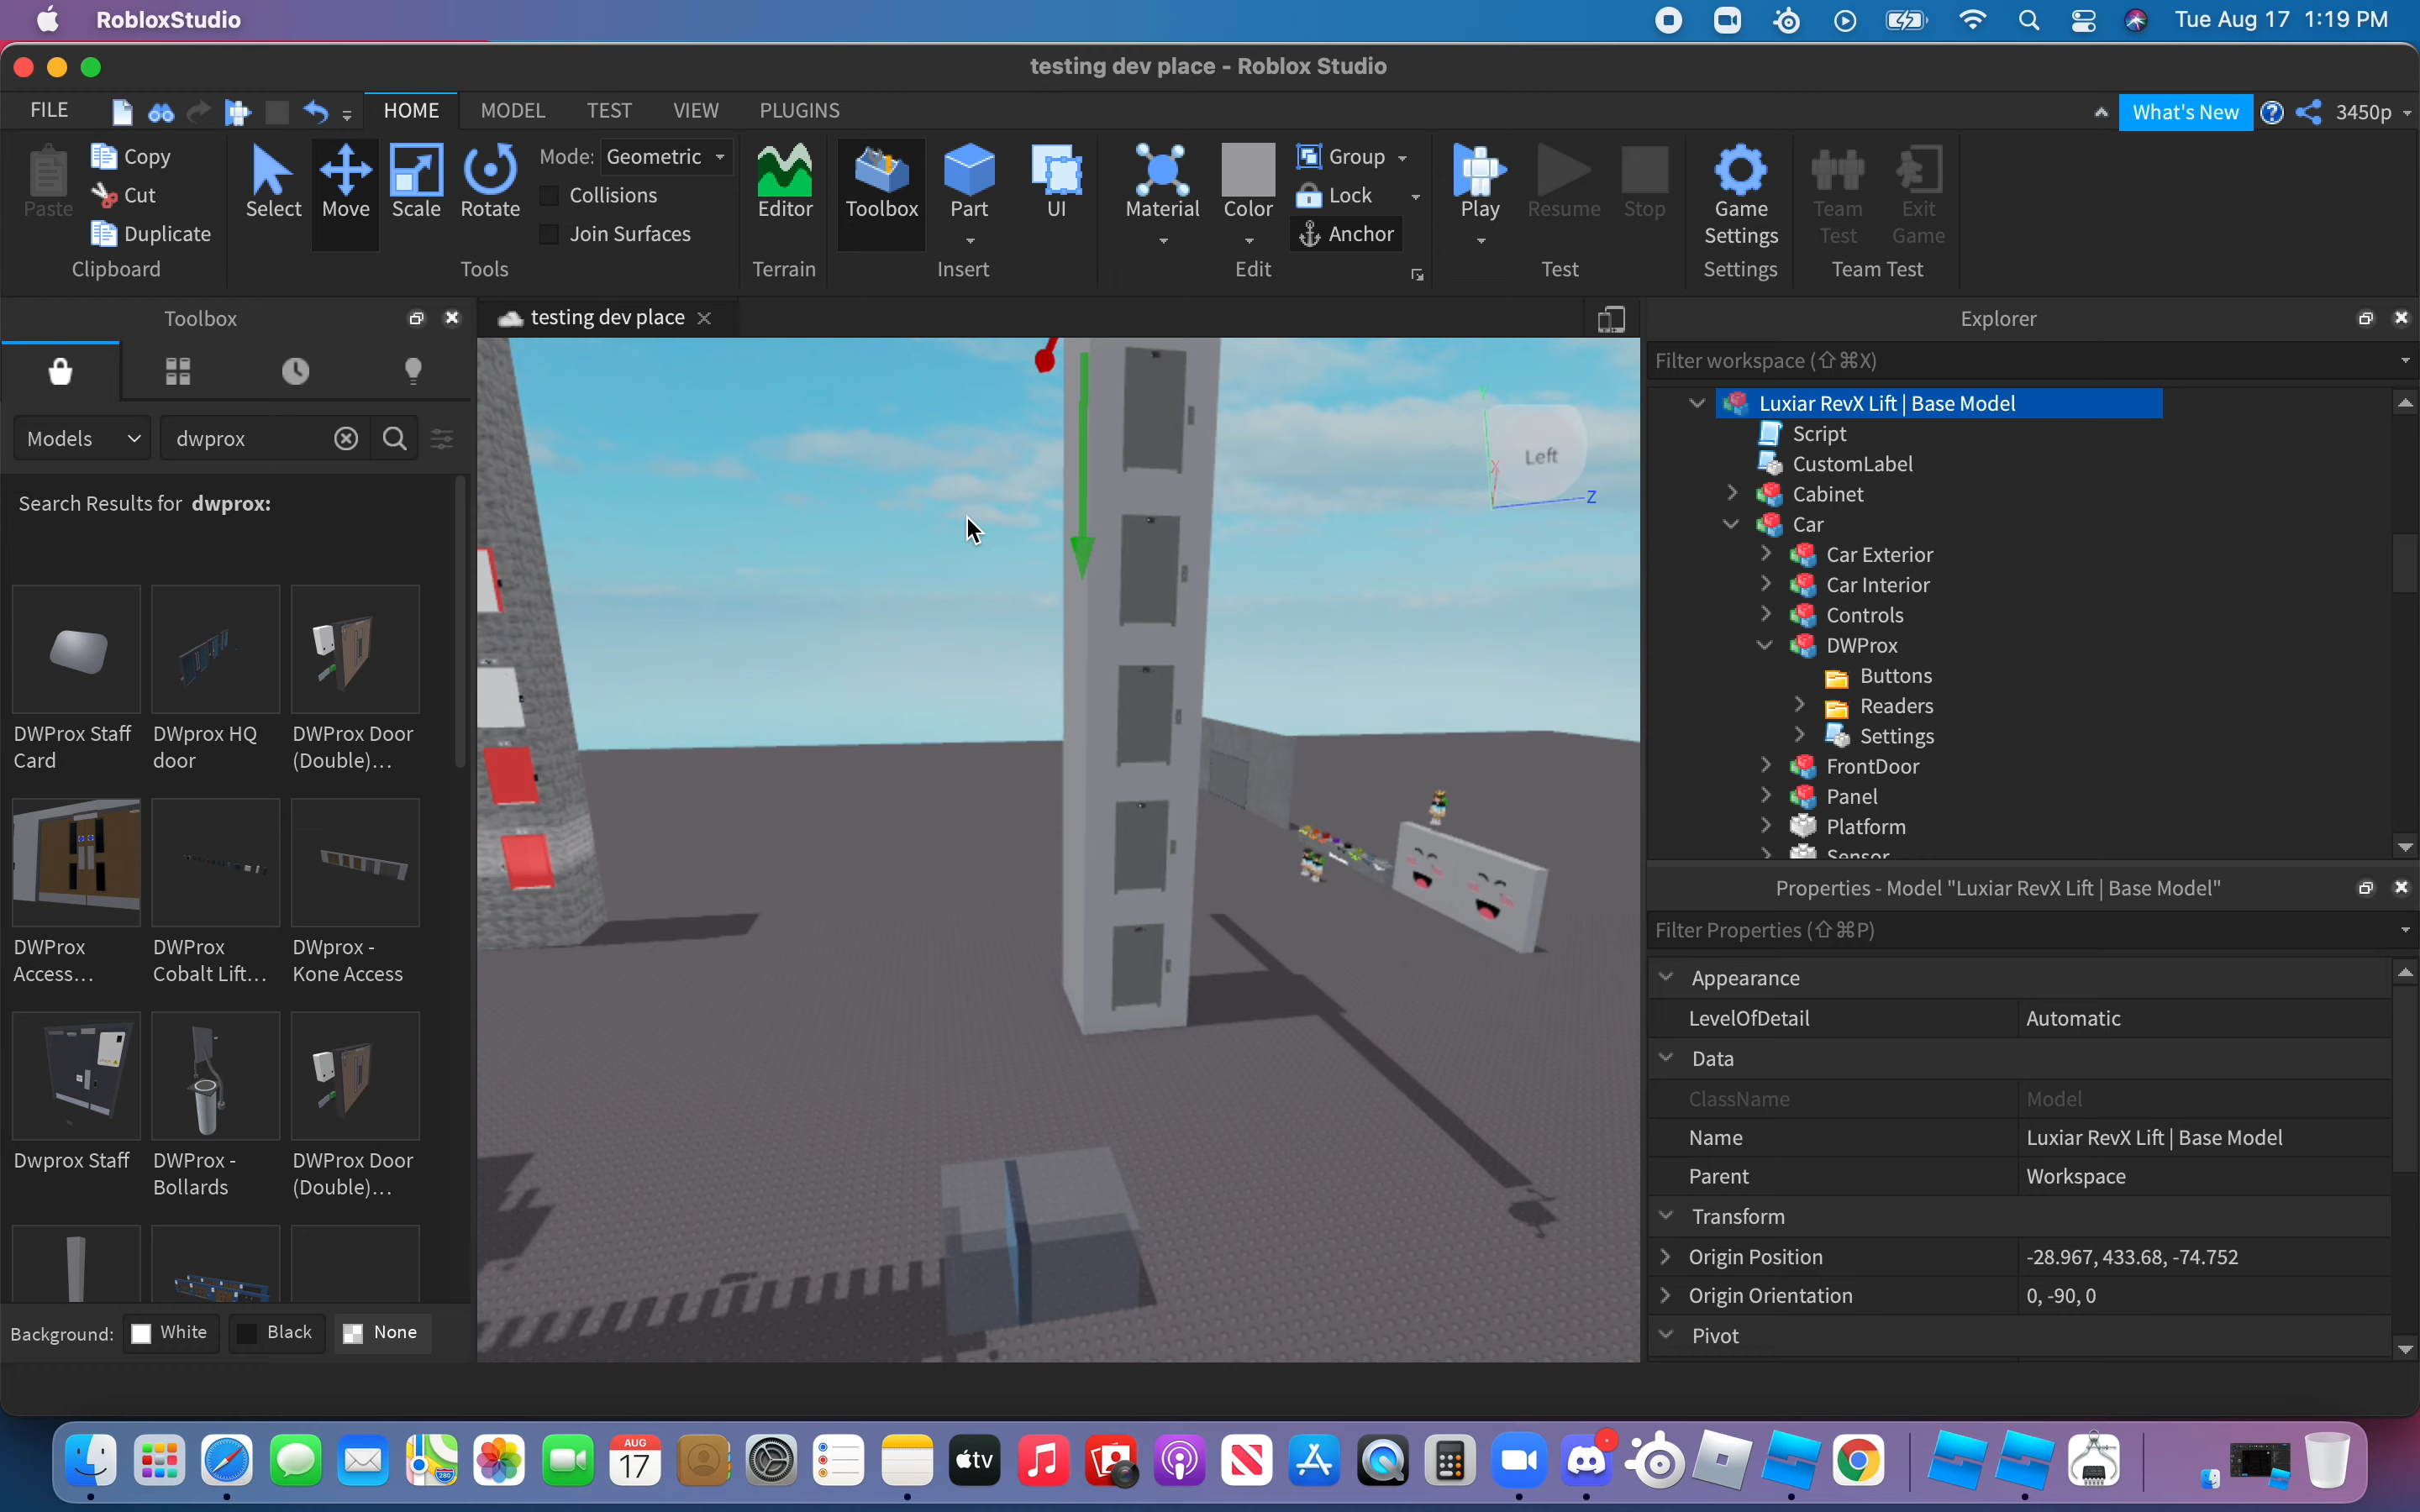 RobloxStudio
Tue Aug 17 1:19 PM
testing dev place - Roblox Studio
FILE
HOME
MODEL
TEST
VIEW
PLUGINS
What's New
3450p
Paste
Copy
Cut
Duplicate
Clipboard
Select
Move
Scale
Rotate
Mode: Geometric
Collisions
Join Surfaces
Tools
Editor
Terrain
Toolbox
Part
UI
Insert
Material
Color
Group
Lock
Anchor
Edit
Play
Resume
Stop
Test
Game
Settings
Settings
Team
Test
Exit
Game
Team Test
Toolbox
Models
dwprox
Search Results for dwprox:
DWProx Staff
Card
DWprox HQ
door
DWProx Door
(Double)...
DWProx
Access...
DWProx
Cobalt Lift...
DWprox -
Kone Access
Dwprox Staff
DWProx -
Bollards
DWProx Door
(Double)...
Background:
White
Black
None
testing dev place
Left
Y
X
Z
Explorer
Filter workspace (⇧⌘X)
Luxiar RevX Lift | Base Model
Script
CustomLabel
Cabinet
Car
Car Exterior
Car Interior
Controls
DWProx
Buttons
Readers
Settings
FrontDoor
Panel
Platform
Sensor
Properties - Model "Luxiar RevX Lift | Base Model"
Filter Properties (⇧⌘P)
Appearance
LevelOfDetail Automatic
Data
ClassName Model
Name Luxiar RevX Lift | Base Model
Parent Workspace
Transform
Origin Position -28.967, 433.68, -74.752
Origin Orientation 0, -90, 0
Pivot
280
AUG
17
tv